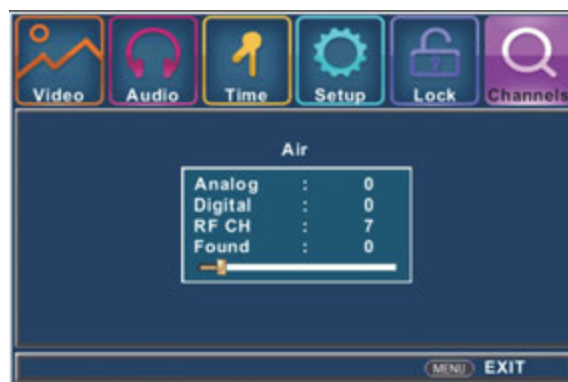 Video Audio Time Setup Lock Channels
Air
Analog : 0
Digital : 0
RF CH : 7
Found : 0
MENU EXIT